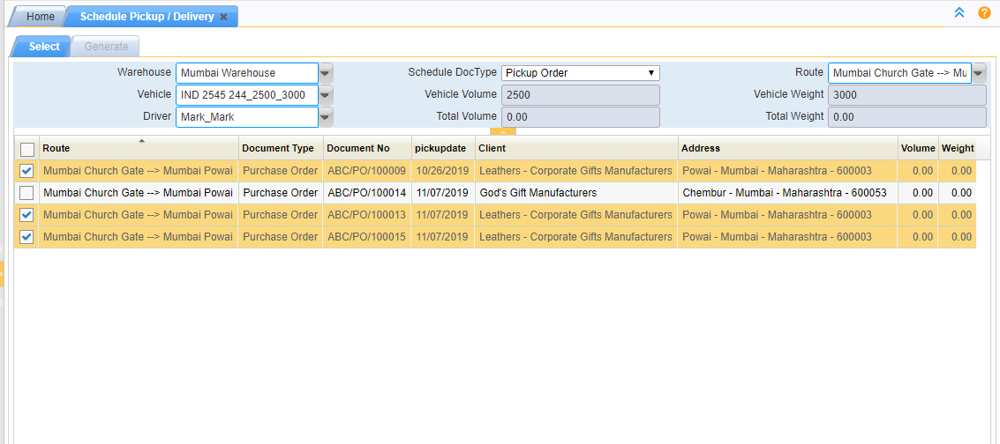 Home Schedule Pickup / Delivery
Select Generate
Warehouse Mumbai Warehouse Schedule DocType Pickup Order Route Mumbai Church Gate --> Mu
Vehicle IND 2545 244_2500_3000 Vehicle Volume 2500 Vehicle Weight 3000
Driver Mark_Mark Total Volume 0.00 Total Weight 0.00
Route Document Type Document No pickupdate Client Address Volume Weight
Mumbai Church Gate --> Mumbai Powai Purchase Order ABC/PO/100009 10/26/2019 Leathers - Corporate Gifts Manufacturers Powai - Mumbai - Maharashtra - 600003 0.00 0.00
Mumbai Church Gate --> Mumbai Powai Purchase Order ABC/PO/100014 11/07/2019 God's Gift Manufacturers Chembur - Mumbai - Maharashtra - 600053 0.00 0.00
Mumbai Church Gate --> Mumbai Powai Purchase Order ABC/PO/100013 11/07/2019 Leathers - Corporate Gifts Manufacturers Powai - Mumbai - Maharashtra - 600003 0.00 0.00
Mumbai Church Gate --> Mumbai Powai Purchase Order ABC/PO/100015 11/07/2019 Leathers - Corporate Gifts Manufacturers Powai - Mumbai - Maharashtra - 600003 0.00 0.00